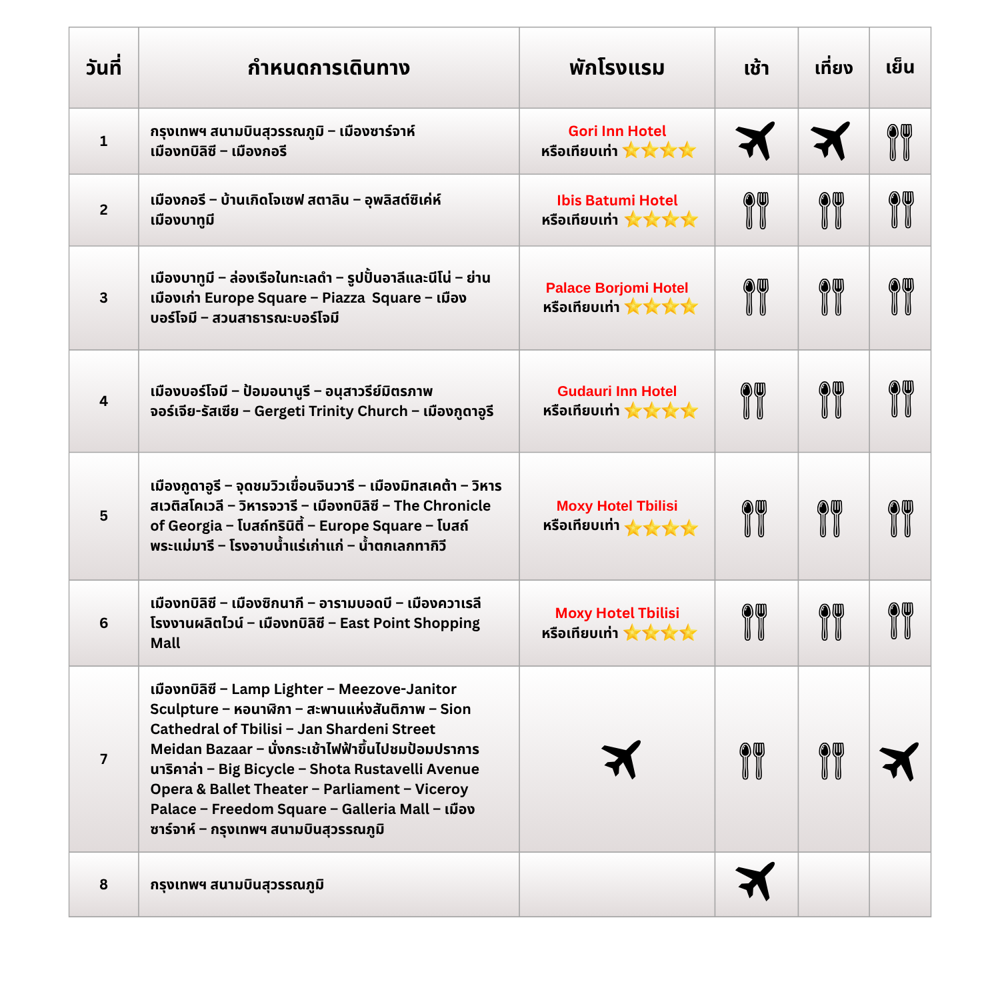 วันที่ กำหนดการเดินทาง พักโรงแรม เช้า เที่ยง เย็น
1
กรุงเทพฯ สนามบินสุวรรณภูมิ – เมืองซาร์จาห์
เมืองทบิลิซี – เมืองกอรี
Gori Inn Hotel
หรือเทียบเท่า
2
เมืองกอรี – บ้านเกิดโจเซฟ สตาลิน – อุพลิสต์ซิเค่ห์
เมืองบาทูมี
Ibis Batumi Hotel
หรือเทียบเท่า
3
เมืองบาทูมี – ล่องเรือในทะเลดำ – รูปปั้นอาลีและนีโน่ – ย่าน
เมืองเก่า Europe Square – Piazza  Square – เมือง
บอร์โจมี – สวนสาธารณะบอร์โจมี
Palace Borjomi Hotel
หรือเทียบเท่า
4
เมืองบอร์โจมี – ป้อมอนานูรี – อนุสาวรีย์มิตรภาพ
จอร์เจีย-รัสเซีย – Gergeti Trinity Church – เมืองกูดาอูรี
Gudauri Inn Hotel
หรือเทียบเท่า
5
เมืองกูดาอูรี – จุดชมวิวเขื่อนจินวารี – เมืองมิทสเคต้า – วิหาร
สเวติสโคเวลี – วิหารจวารี – เมืองทบิลิซี – The Chronicle
of Georgia – โบสถ์ทรินิตี้ – Europe Square – โบสถ์
พระแม่มารี – โรงอาบน้ำแร่เก่าแก่ – น้ำตกเลกทากิวี
Moxy Hotel Tbilisi
หรือเทียบเท่า
6
เมืองทบิลิซี – เมืองซิกนากี – อารามบอดบี – เมืองควาเรลี
โรงงานผลิตไวน์ – เมืองทบิลิซี – East Point Shopping
Mall
Moxy Hotel Tbilisi
หรือเทียบเท่า
7
เมืองทบิลิซี – Lamp Lighter – Meezove-Janitor
Sculpture – หอนาฬิกา – สะพานแห่งสันติภาพ – Sion
Cathedral of Tbilisi – Jan Shardeni Street
Meidan Bazaar – นั่งกระเช้าไฟฟ้าขึ้นไปชมป้อมปราการ
นาริคาล่า – Big Bicycle – Shota Rustavelli Avenue
Opera & Ballet Theater – Parliament – Viceroy
Palace – Freedom Square – Galleria Mall – เมือง
ซาร์จาห์ – กรุงเทพฯ สนามบินสุวรรณภูมิ
8
กรุงเทพฯ สนามบินสุวรรณภูมิ